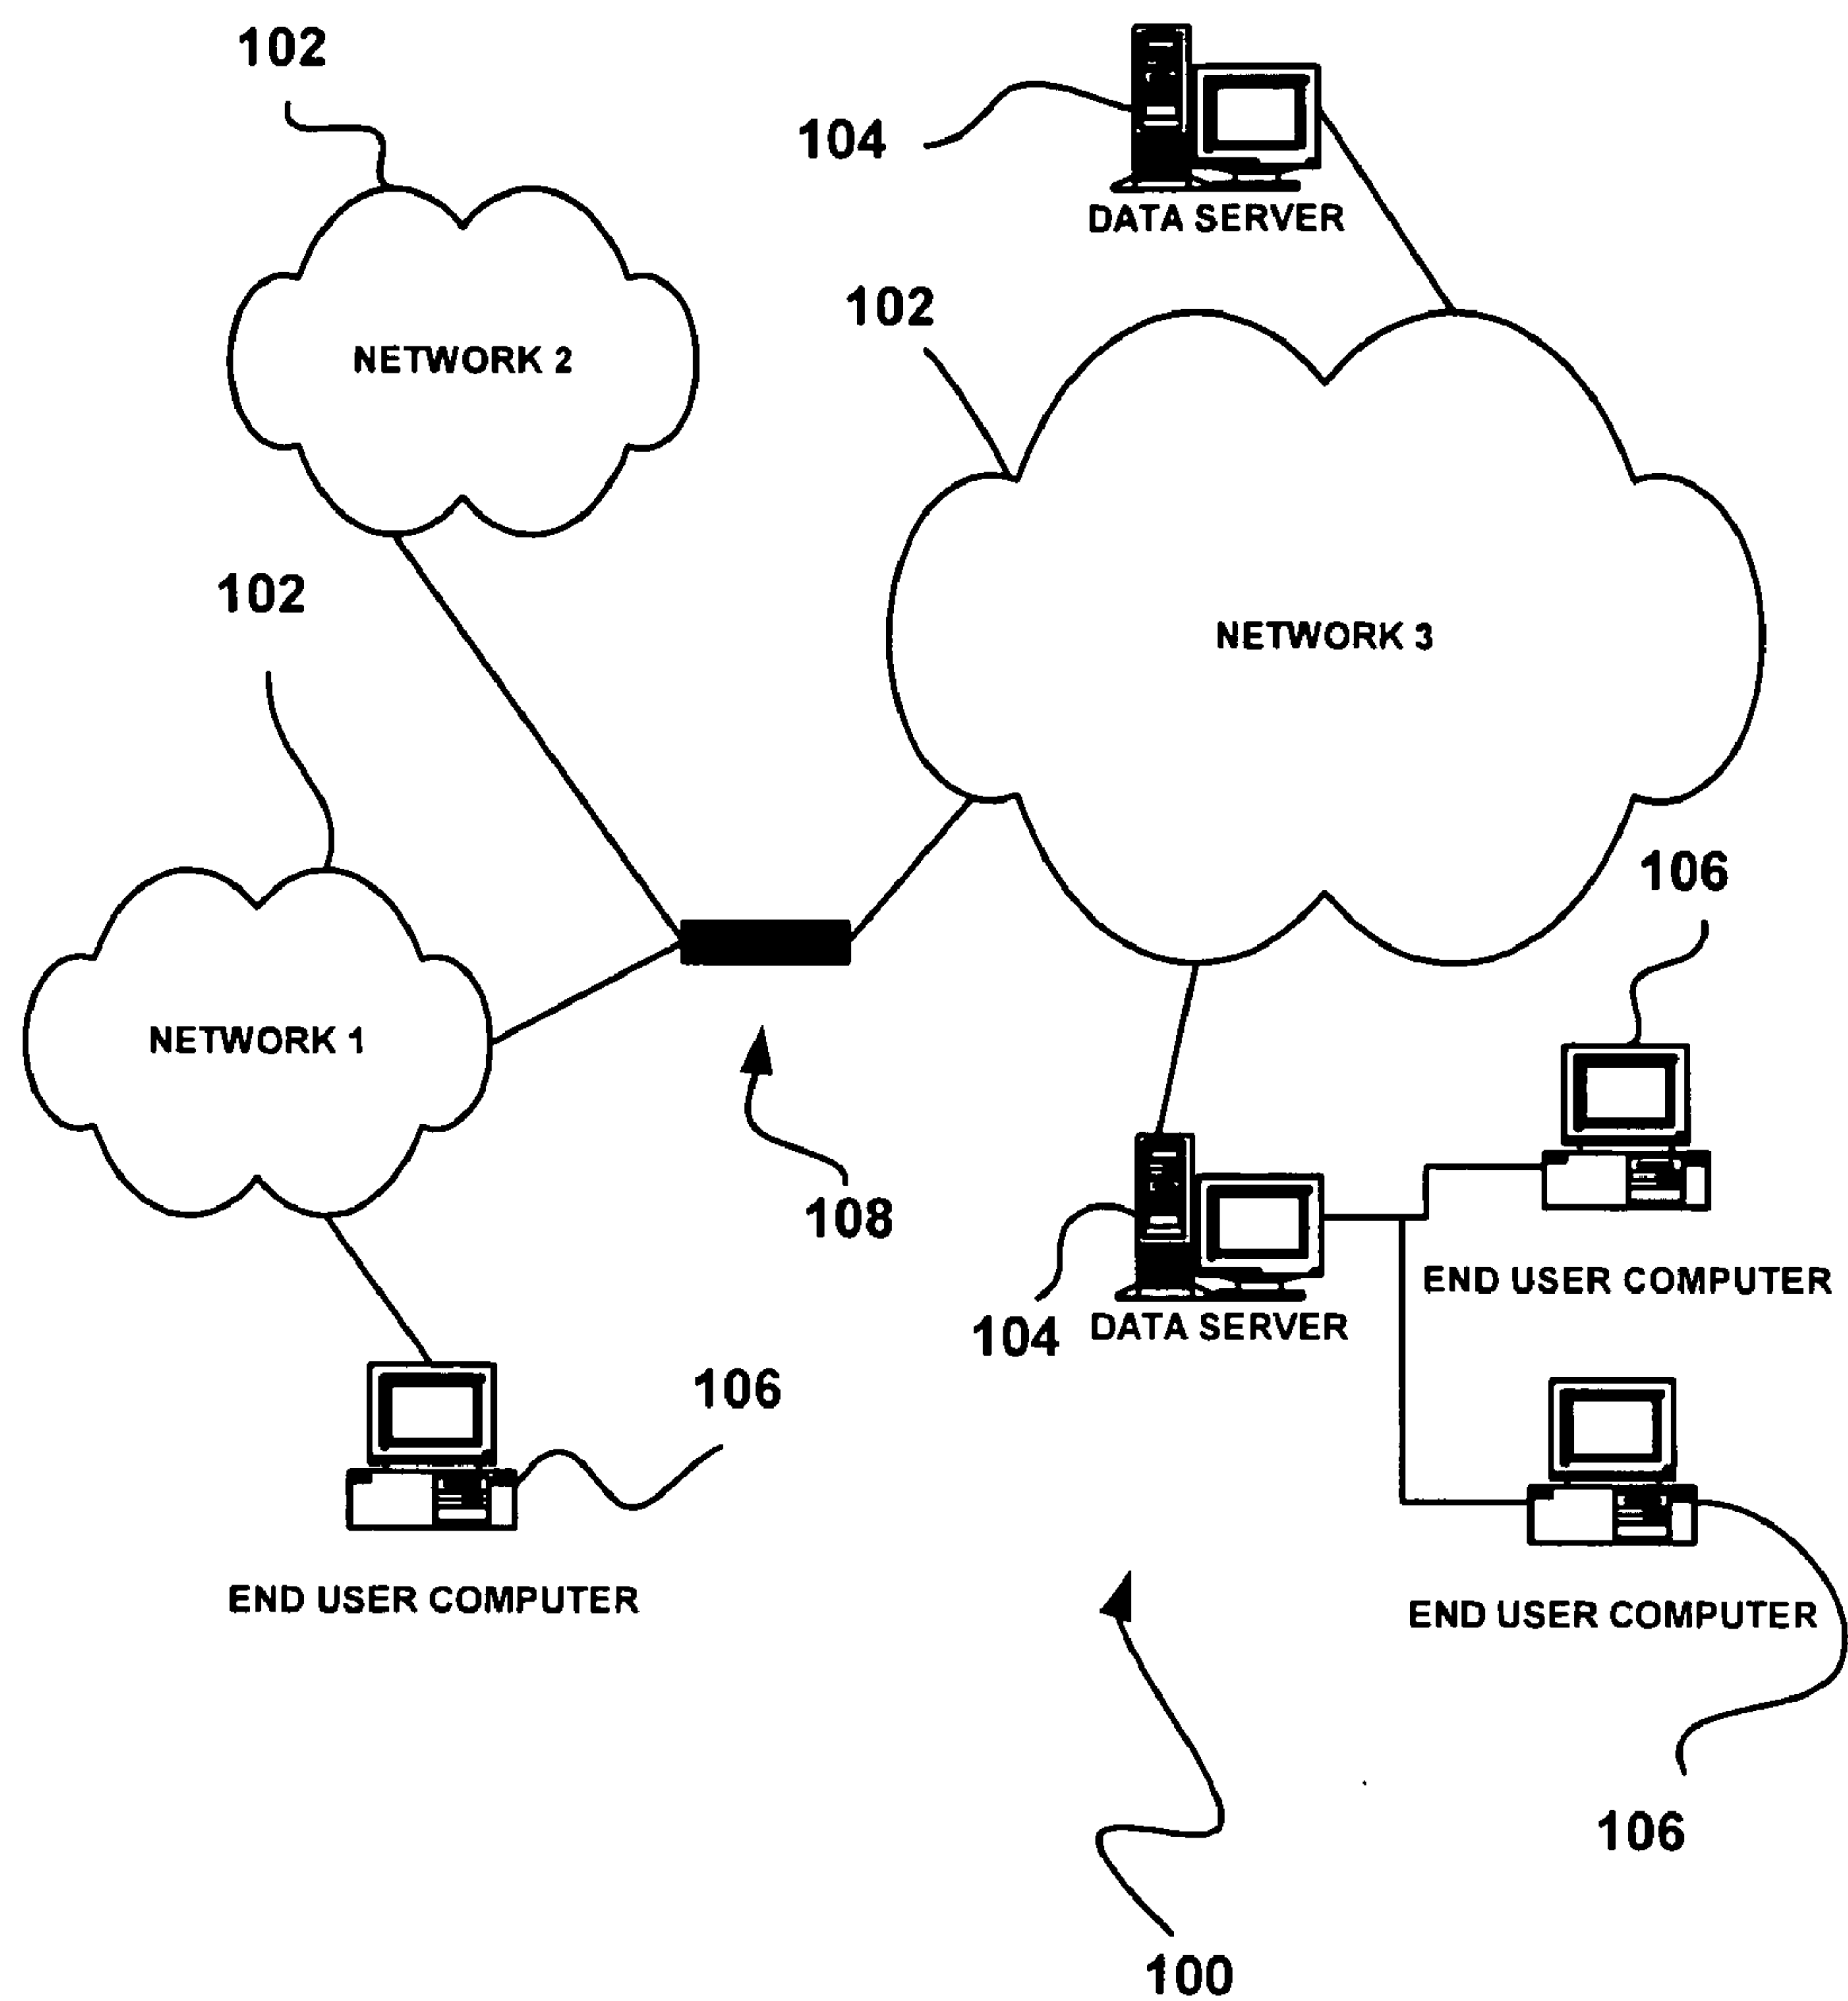 102
104
DATA SERVER
102
NETWORK 2
102
NETWORK 3
106
NETWORK 1
108
END USER COMPUTER
104
DATA SERVER
106
END USER COMPUTER
END USER COMPUTER
106
100